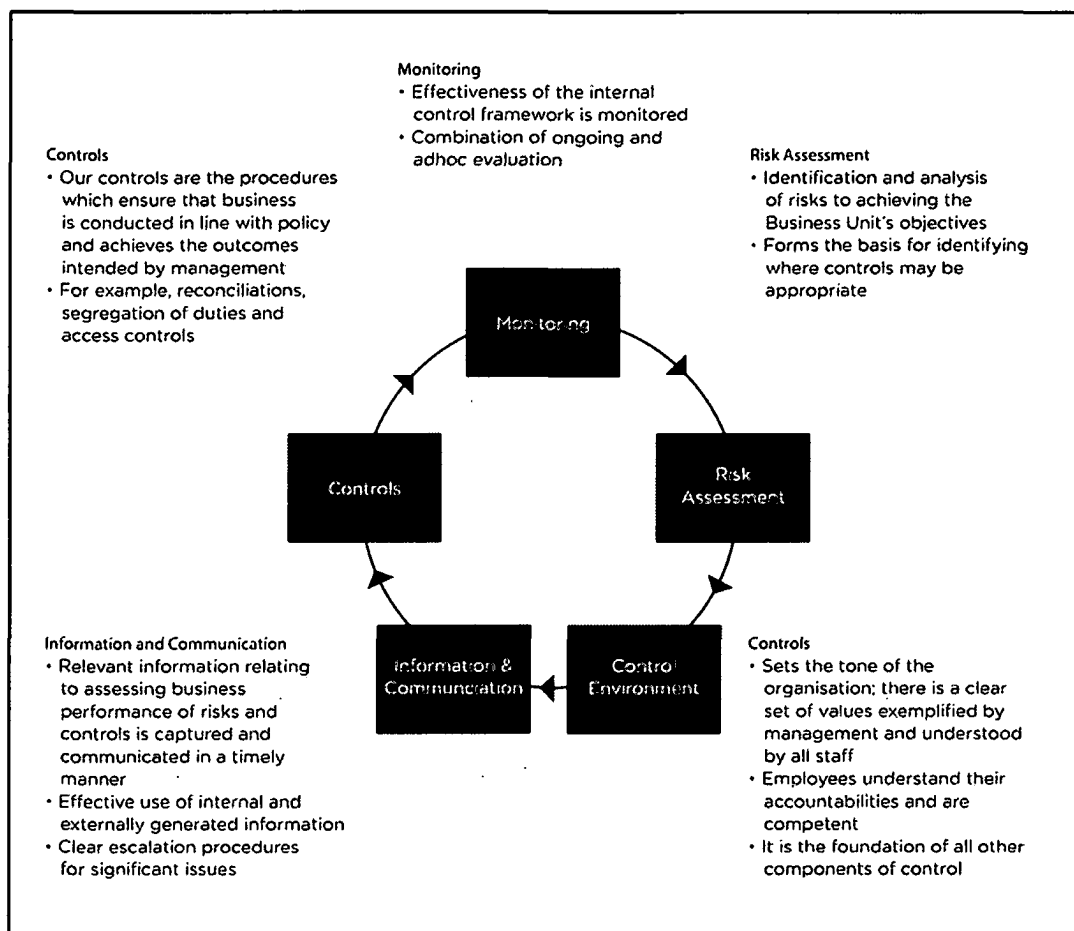 Monitoring
• Effectiveness of the internal
control framework is monitored
• Combination of ongoing and
adhoc evaluation
Controls
• Our controls are the procedures
which ensure that business
is conducted in line with policy
and achieves the outcomes
intended by management
• For example, reconciliations,
segregation of duties and
access controls
Risk Assessment
• Identification and analysis
of risks to achieving the
Business Unit's objectives
• Forms the basis for identifying
where controls may be
appropriate
Monitoring
Controls
Risk
Assessment
Information &
Communciation
Control
Environment
Information and Communication
• Relevant information relating
to assessing business
performance of risks and
controls is captured and
communicated in a timely
manner
• Effective use of internal and
externally generated information
• Clear escalation procedures
for significant issues
Controls
• Sets the tone of the
organisation; there is a clear
set of values exemplified by
management and understood
by all staff
• Employees understand their
accountabilities and are
competent
• It is the foundation of all other
components of control